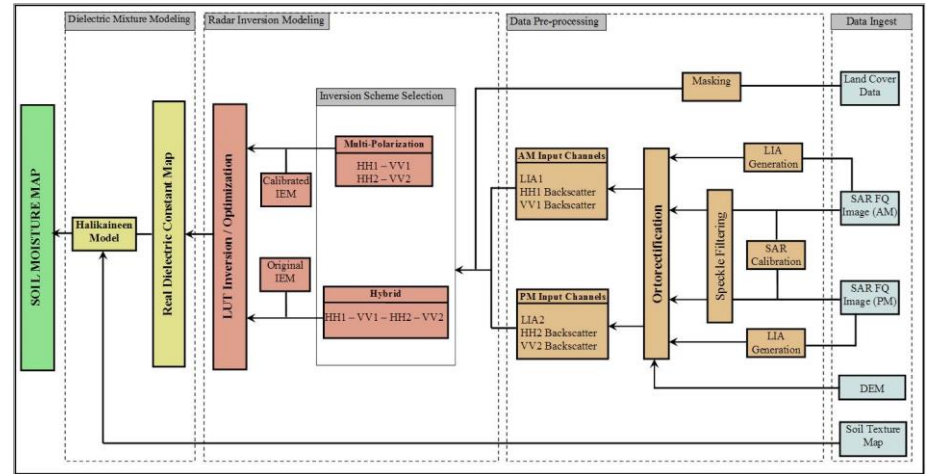 Dielectric Mixture Modeling
Radar Inversion Modeling
Data Pre-processing
Data Ingest
SOIL MOISTURE MAP
Halikaineen
Model
Real Dielectric Constant Map
LUT Inversion / Optimization
Inversion Scheme Selection
Multi-Polarization
HH1 – VV1
HH2 – VV2
Calibrated
IEM
Original
IEM
Hybrid
HH1 – VV1 – HH2 – VV2
Masking
AM Input Channels
LIA1
HH1 Backscatter
VV1 Backscatter
PM Input Channels
LIA2
HH2 Backscatter
VV2 Backscatter
Ortorectification
Speckle Filtering
LIA
Generation
SAR
Calibration
LIA
Generation
Land Cover
Data
SAR FQ
Image (AM)
SAR FQ
Image (PM)
DEM
Soil Texture
Map